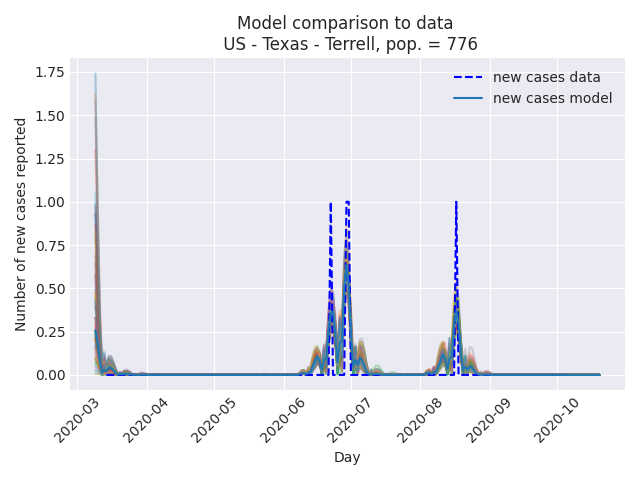 Model comparison to data
US - Texas - Terrell, pop. = 776
new cases data
new cases model
Number of new cases reported
1.75
1.50
1.25
1.00
0.75
0.50
0.25
0.00
2020-03
2020-04
2020-05
2020-06
2020-07
2020-08
2020-09
2020-10
Day